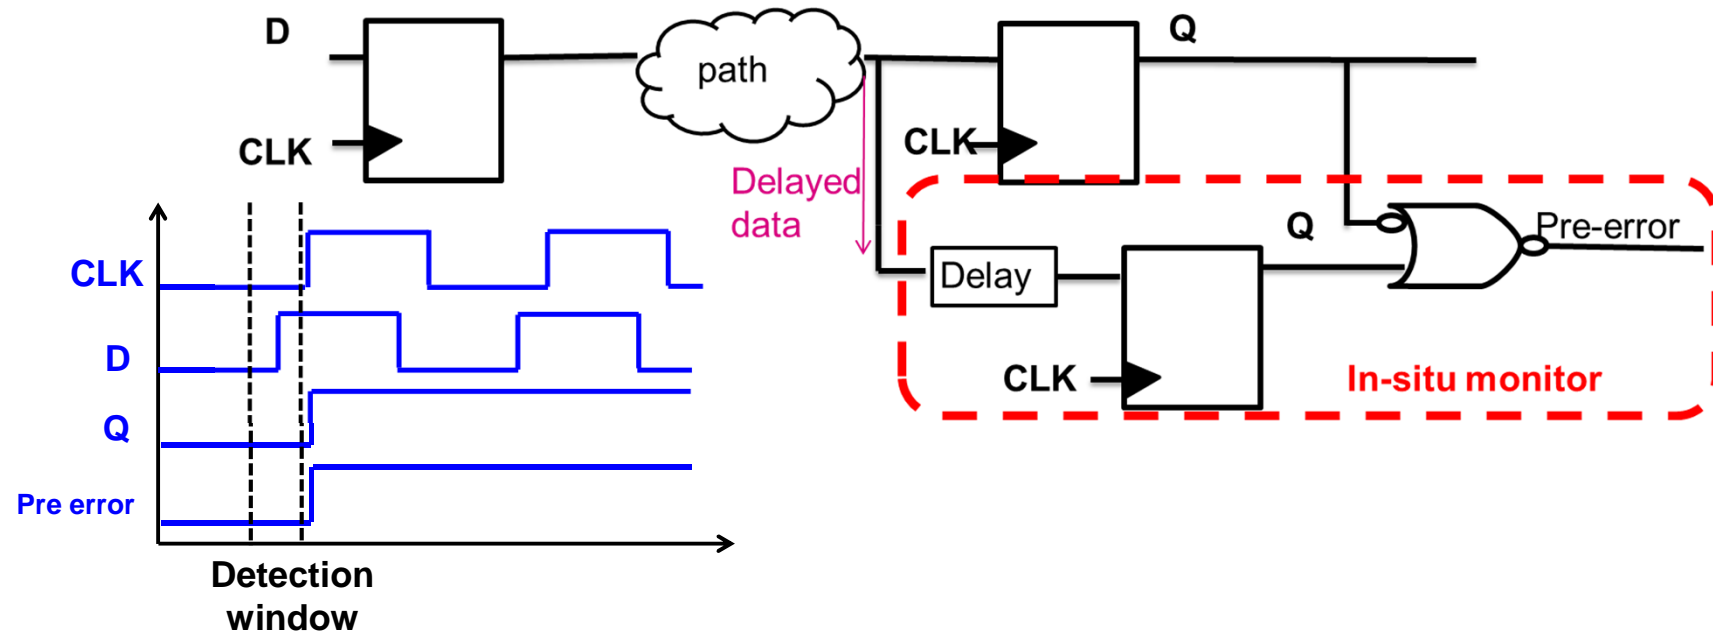 D
Q
path
CLK
CLK
Delayed
data
Q
Pre-error
Delay
CLK
In-situ monitor
CLK
D
Q
Pre error
Detection
window